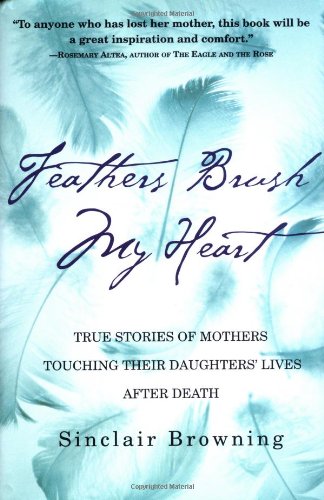 "To anyone who has lost her mother, this book will be
a great inspiration and comfort."
—Rosemary Altea, author of The Eagle and the Rose
Feathers Brush
My Heart
TRUE STORIES OF MOTHERS
TOUCHING THEIR DAUGHTERS' LIVES
AFTER DEATH
Sinclair Browning
Copyrighted Material